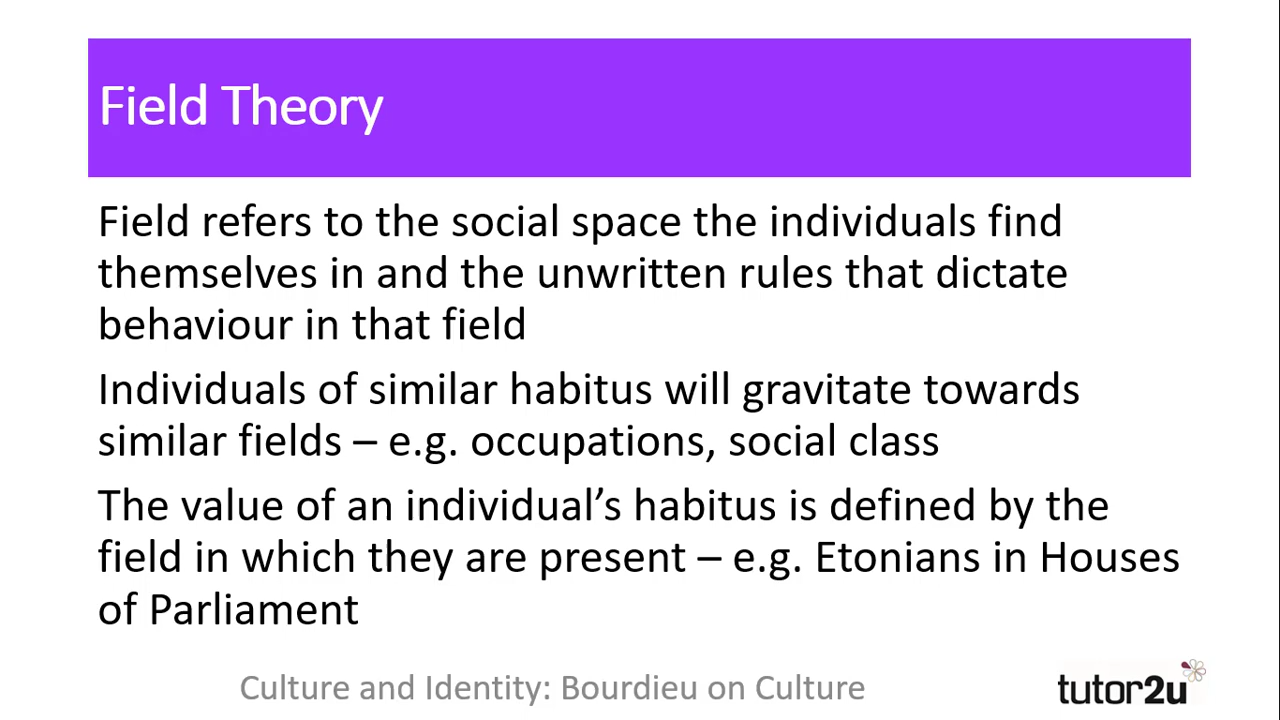 Field Theory
Field refers to the social space the individuals find
themselves in and the unwritten rules that dictate
behaviour in that field
Individuals of similar habitus will gravitate towards
similar fields – e.g. occupations, social class
The value of an individual’s habitus is defined by the
field in which they are present – e.g. Etonians in Houses
of Parliament
Culture and Identity: Bourdieu on Culture
tutor2u